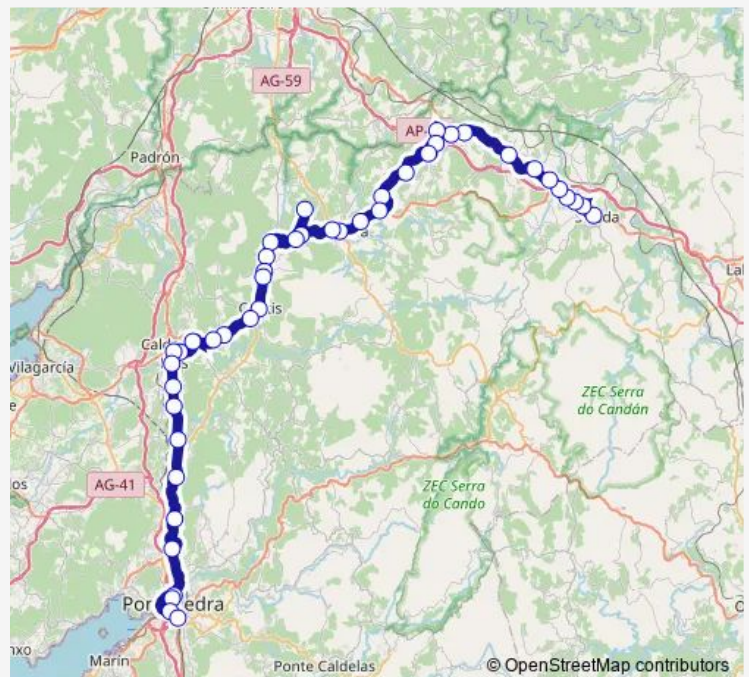 AG-59
AP-
Padrón
Cald
Vilagarcía
ZEC Serra
do Candán
AG-41
ZEC Serra
do Cando
Marín
Ponte Caldelas
© OpenStreetMap contributors